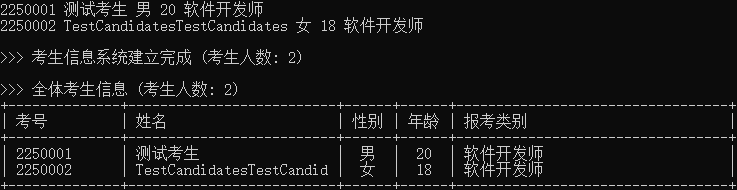 2250001 测试考生 男 20 软件开发师
2250002 TestCandidatesTestCandidates 女 18 软件开发师
>>> 考生信息系统建立完成 (考生人数: 2)
>>> 全体考生信息 (考生人数: 2)
+-----------+----------------------+------+------+----------------------+
| 考号 | 姓名 | 性别 | 年龄 | 报考类别 |
+-----------+----------------------+------+------+----------------------+
| 2250001 | 测试考生 | 男 | 20 | 软件开发师 |
| 2250002 | TestCandidatesTestCandid | 女 | 18 | 软件开发师 |
+-----------+----------------------+------+------+----------------------+